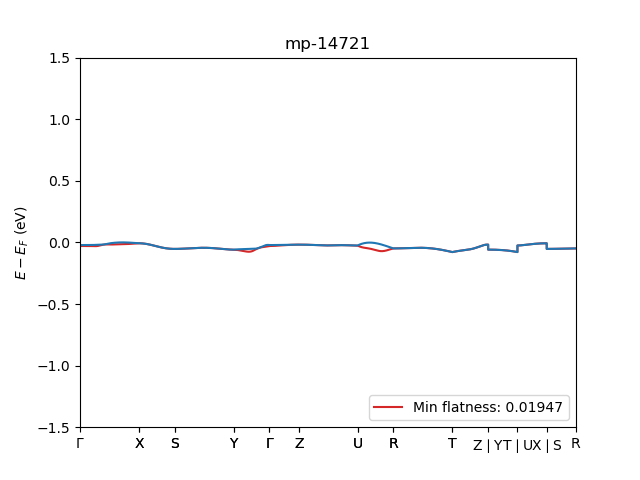 mp-14721
1.5
1.0
0.5
0.0
−0.5
−1.0
−1.5
E − E_F (eV)
Min flatness: 0.01947
Γ X S Y Γ Z U R T Z | YT | UX | S R